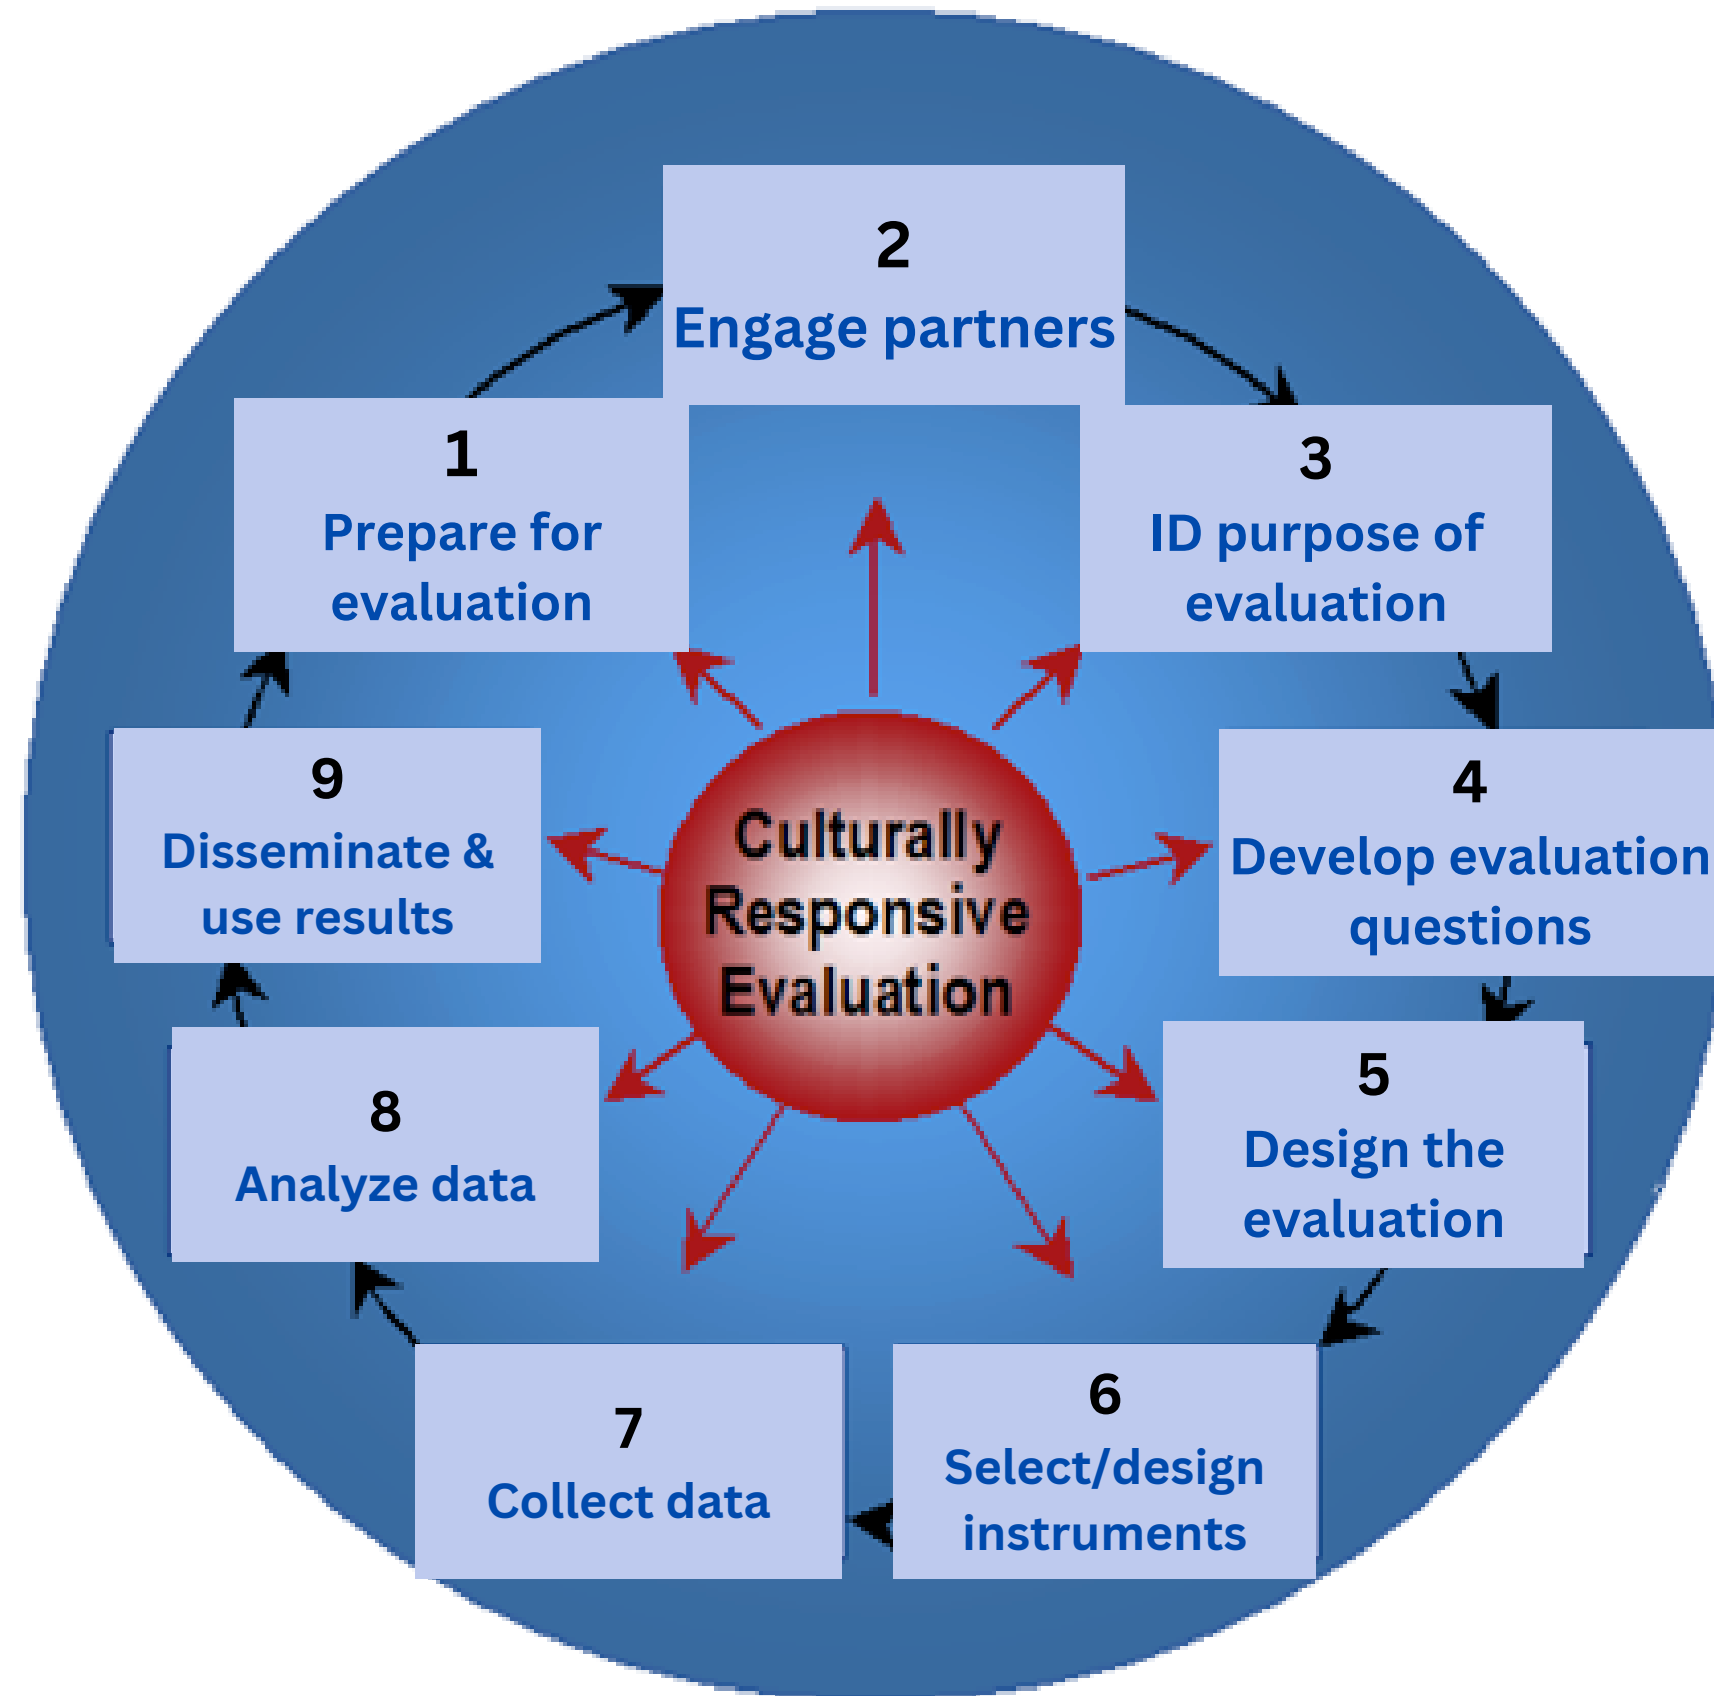 1
Prepare for
evaluation
2
Engage partners
3
ID purpose of
evaluation
4
Develop evaluation
questions
5
Design the
evaluation
6
Select/design
instruments
7
Collect data
8
Analyze data
9
Disseminate &
use results
Culturally
Responsive
Evaluation